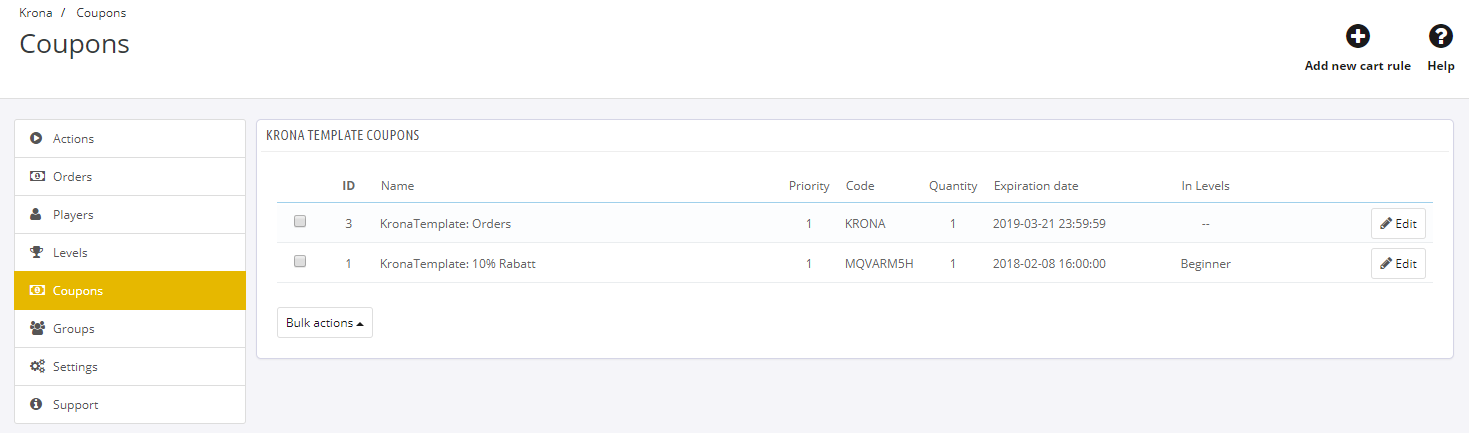 Krona / Coupons
Coupons
Add new cart rule
Help
Actions
Orders
Players
Levels
Coupons
Groups
Settings
Support
KRONA TEMPLATE COUPONS
ID Name Priority Code Quantity Expiration date In Levels
3 KronaTemplate: Orders 1 KRONA 1 2019-03-21 23:59:59 -- Edit
1 KronaTemplate: 10% Rabatt 1 MQVARM5H 1 2018-02-08 16:00:00 Beginner Edit
Bulk actions